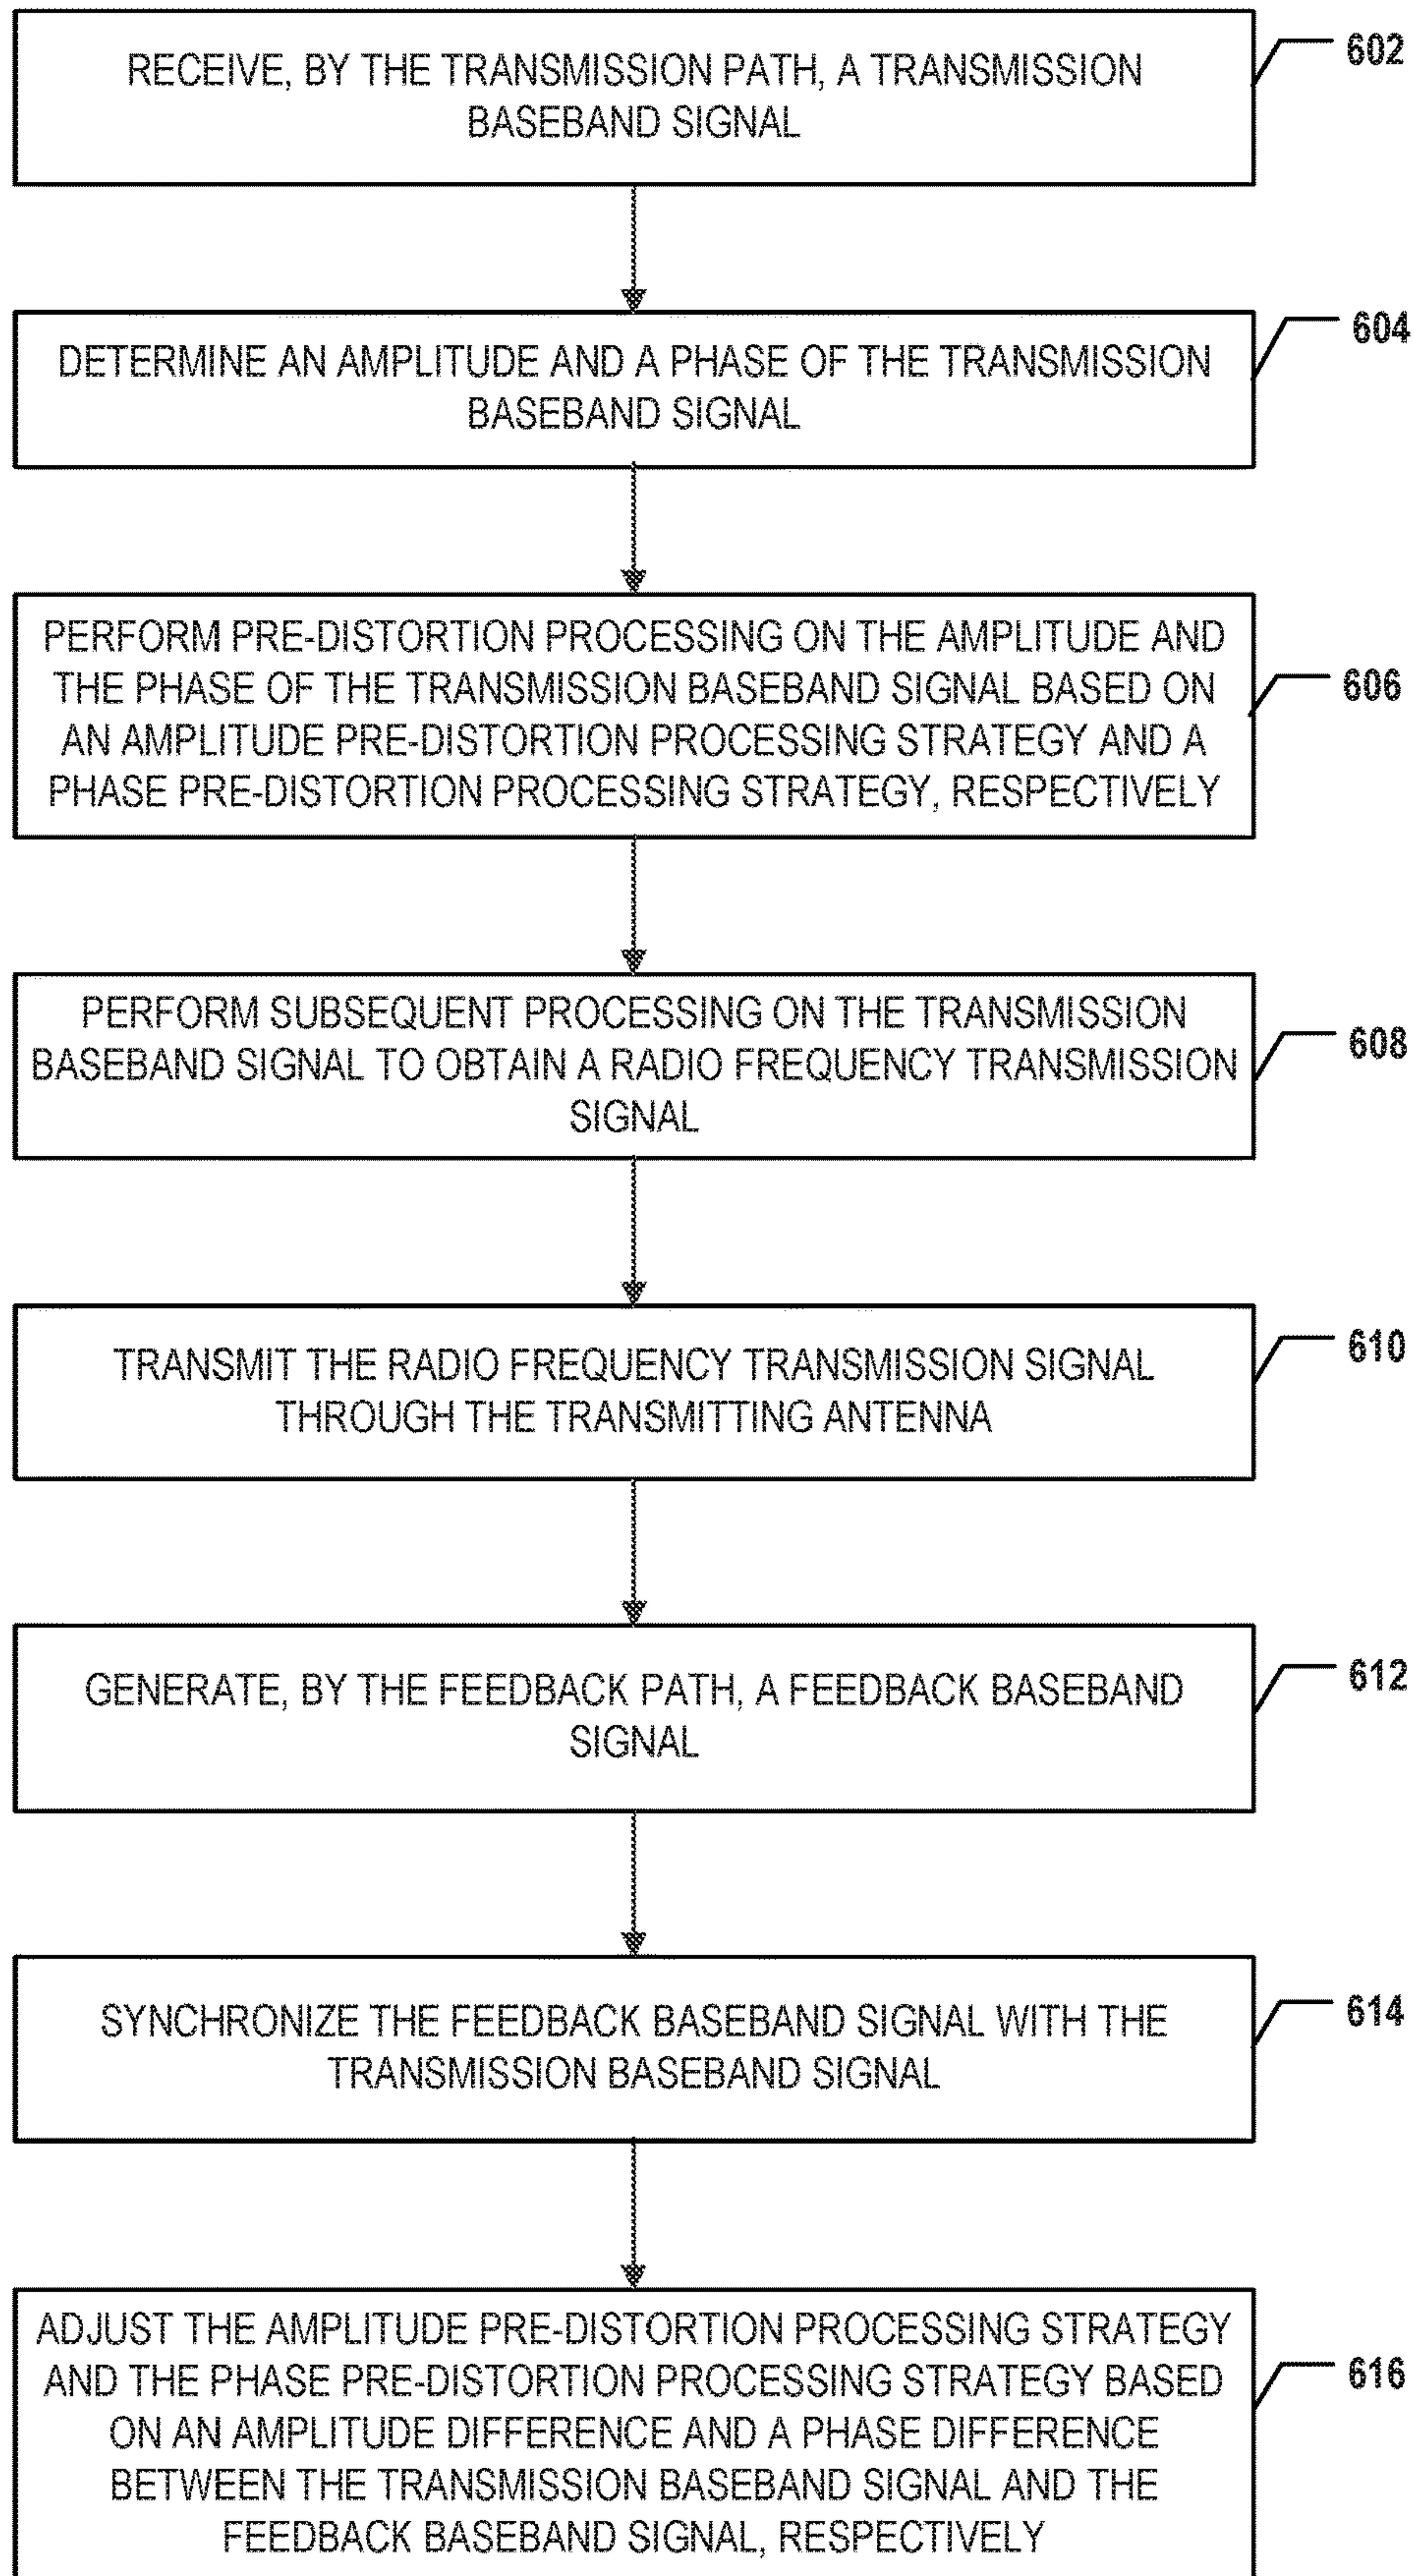 RECEIVE, BY THE TRANSMISSION PATH, A TRANSMISSION
BASEBAND SIGNAL
602
DETERMINE AN AMPLITUDE AND A PHASE OF THE TRANSMISSION
BASEBAND SIGNAL
604
PERFORM PRE-DISTORTION PROCESSING ON THE AMPLITUDE AND
THE PHASE OF THE TRANSMISSION BASEBAND SIGNAL BASED ON
AN AMPLITUDE PRE-DISTORTION PROCESSING STRATEGY AND A
PHASE PRE-DISTORTION PROCESSING STRATEGY, RESPECTIVELY
606
PERFORM SUBSEQUENT PROCESSING ON THE TRANSMISSION
BASEBAND SIGNAL TO OBTAIN A RADIO FREQUENCY TRANSMISSION
SIGNAL
608
TRANSMIT THE RADIO FREQUENCY TRANSMISSION SIGNAL
THROUGH THE TRANSMITTING ANTENNA
610
GENERATE, BY THE FEEDBACK PATH, A FEEDBACK BASEBAND
SIGNAL
612
SYNCHRONIZE THE FEEDBACK BASEBAND SIGNAL WITH THE
TRANSMISSION BASEBAND SIGNAL
614
ADJUST THE AMPLITUDE PRE-DISTORTION PROCESSING STRATEGY
AND THE PHASE PRE-DISTORTION PROCESSING STRATEGY BASED
ON AN AMPLITUDE DIFFERENCE AND A PHASE DIFFERENCE
BETWEEN THE TRANSMISSION BASEBAND SIGNAL AND THE
FEEDBACK BASEBAND SIGNAL, RESPECTIVELY
616